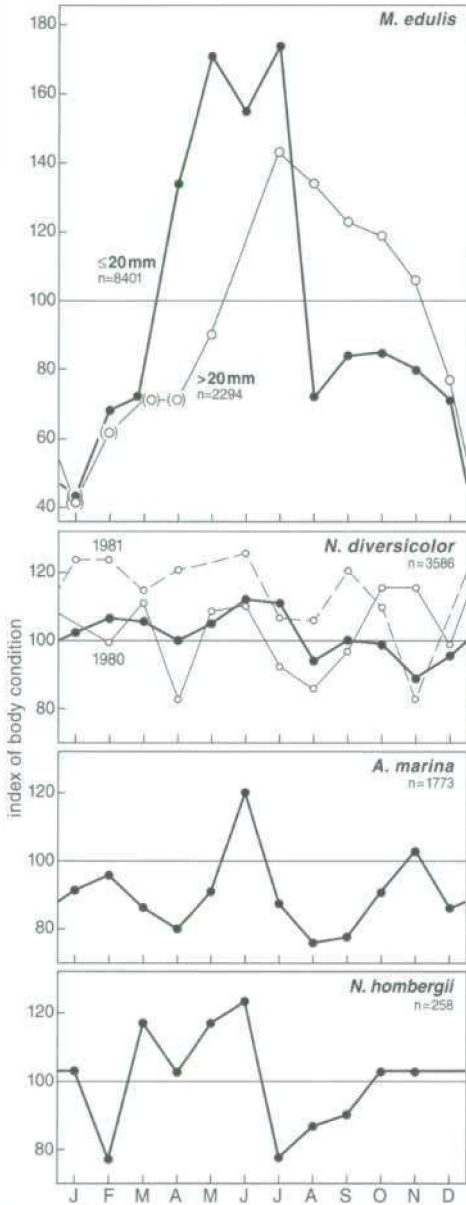 M. edulis
180
160
140
120
100
80
60
40
≤20mm
n=8401
>20mm
n=2294
index of body condition
N. diversicolor
n=3586
1981
1980
120
100
80
A. marina
n=1773
120
100
80
N. hombergii
n=258
120
100
80
J F M A M J J A S O N D